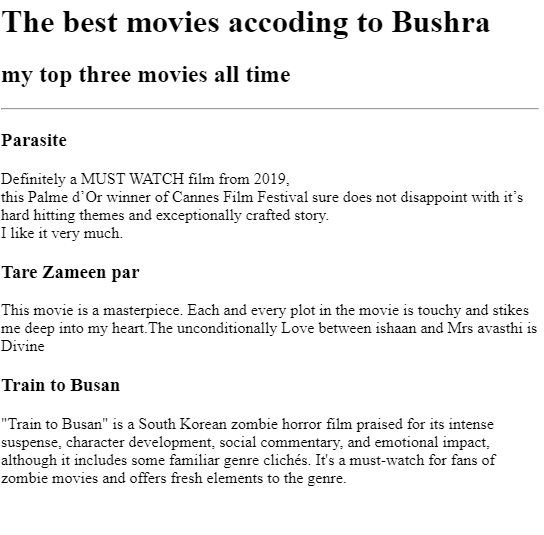 The best movies accoding to Bushra
my top three movies all time
Parasite
Definitely a MUST WATCH film from 2019,
this Palme d’Or winner of Cannes Film Festival sure does not disappoint with it’s
hard hitting themes and exceptionally crafted story.
I like it very much.
Tare Zameen par
This movie is a masterpiece. Each and every plot in the movie is touchy and stikes
me deep into my heart.The unconditionally Love between ishaan and Mrs avasthi is
Divine
Train to Busan
"Train to Busan" is a South Korean zombie horror film praised for its intense
suspense, character development, social commentary, and emotional impact,
although it includes some familiar genre clichés. It's a must-watch for fans of
zombie movies and offers fresh elements to the genre.